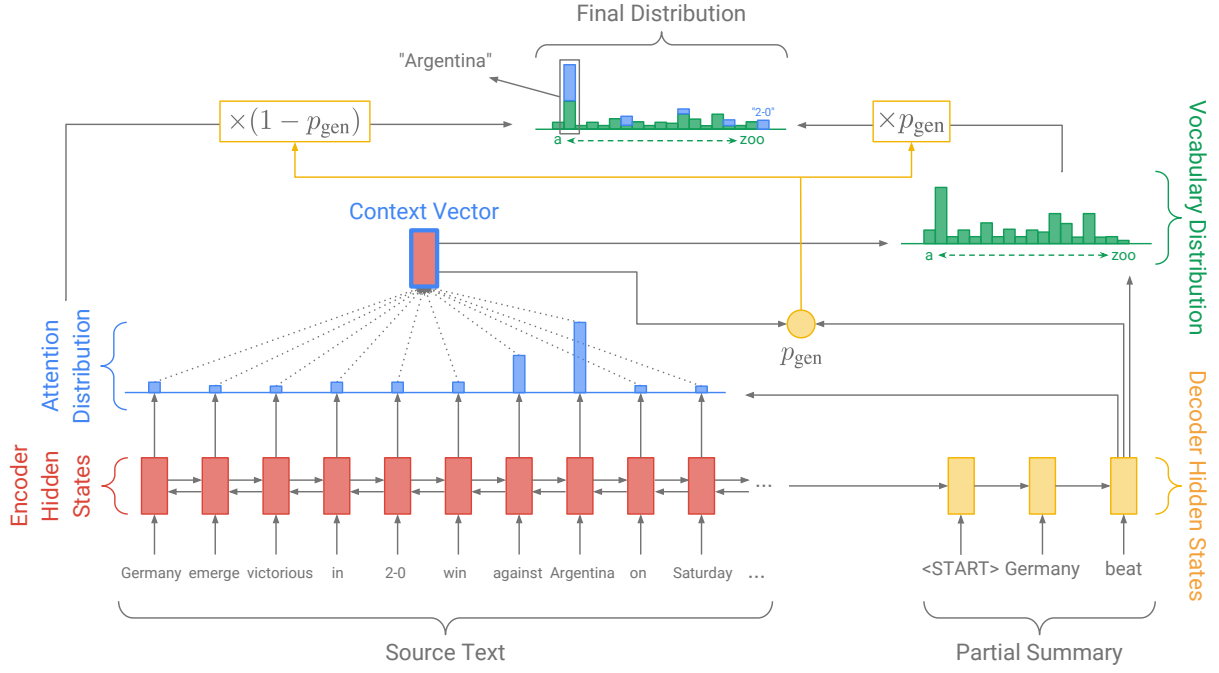 Final Distribution
"Argentina"
"2-0"
×(1 − p_gen)
×p_gen
a
zoo
Context Vector
a
zoo
Vocabulary Distribution
Attention
Distribution
p_gen
Encoder
Hidden
States
...
Decoder Hidden States
Germany emerge victorious in 2-0 win against Argentina on Saturday ...
<START> Germany beat
Source Text
Partial Summary